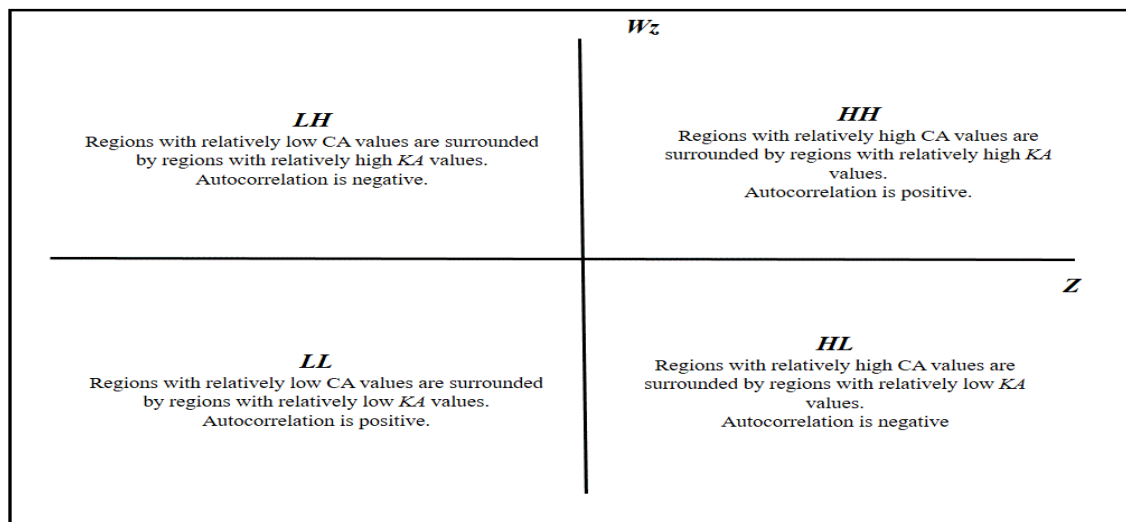 Wz
LH
Regions with relatively low CA values are surrounded
by regions with relatively high KA values.
Autocorrelation is negative.
HH
Regions with relatively high CA values are
surrounded by regions with relatively high KA
values.
Autocorrelation is positive.
Z
LL
Regions with relatively low CA values are surrounded
by regions with relatively low KA values.
Autocorrelation is positive.
HL
Regions with relatively high CA values are
surrounded by regions with relatively low KA
values.
Autocorrelation is negative